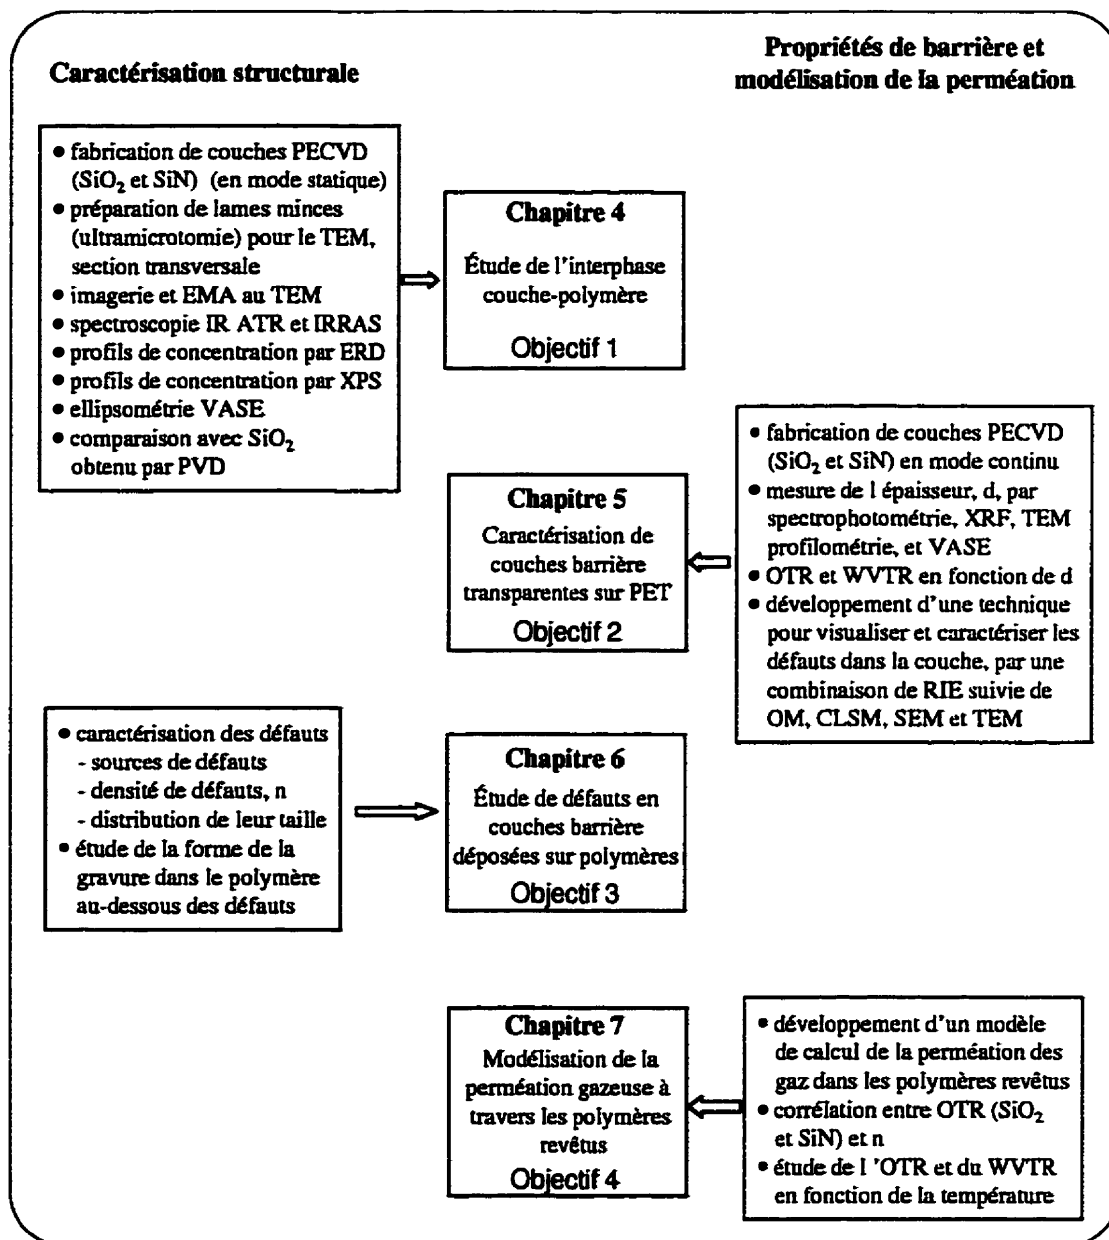 Caractérisation structurale
Propriétés de barrière et
modélisation de la perméation
• fabrication de couches PECVD
(SiO₂ et SiN) (en mode statique)
• préparation de lames minces
(ultramicrotomie) pour le TEM,
section transversale
• imagerie et EMA au TEM
• spectroscopie IR ATR et IRRAS
• profils de concentration par ERD
• profils de concentration par XPS
• ellipsométrie VASE
• comparaison avec SiO₂
obtenu par PVD
Chapitre 4
Étude de l'interphase
couche-polymère
Objectif 1
Chapitre 5
Caractérisation de
couches barrière
transparentes sur PET
Objectif 2
• fabrication de couches PECVD
(SiO₂ et SiN) en mode continu
• mesure de l épaisseur, d, par
spectrophotométrie, XRF, TEM
profilométrie, et VASE
• OTR et WVTR en fonction de d
• développement d'une technique
pour visualiser et caractériser les
défauts dans la couche, par une
combinaison de RIE suivie de
OM, CLSM, SEM et TEM
• caractérisation des défauts
- sources de défauts
- densité de défauts, n
- distribution de leur taille
• étude de la forme de la
gravure dans le polymère
au-dessous des défauts
Chapitre 6
Étude de défauts en
couches barrière
déposées sur polymères
Objectif 3
Chapitre 7
Modélisation de la
perméation gazeuse à
travers les polymères
revêtus
Objectif 4
• développement d'un modèle
de calcul de la perméation des
gaz dans les polymères revêtus
• corrélation entre OTR (SiO₂
et SiN) et n
• étude de l 'OTR et du WVTR
en fonction de la température